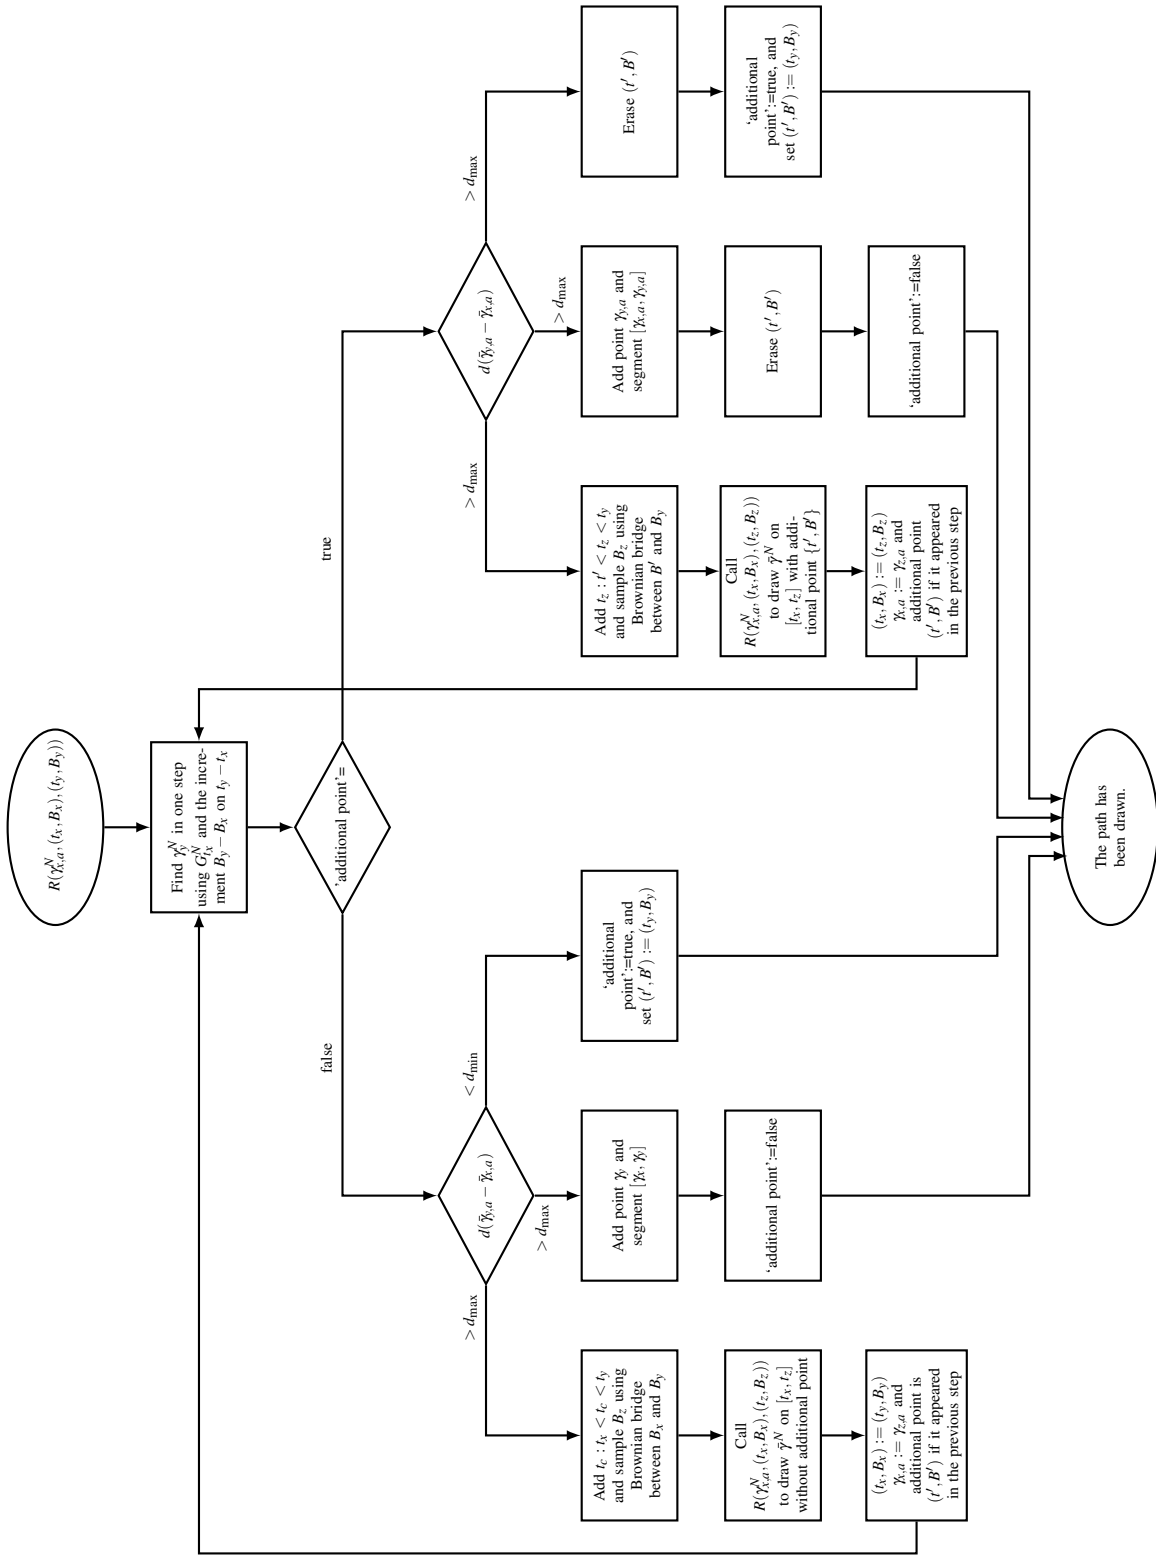 R(γ^N_{x,a}, (t_x, B_x), (t_y, B_y))
Find γ^N_y in one step
using G^N_{t_x} and the incre-
ment B_y − B_x on t_y − t_x
'additional point'=
false
true
d(γ̄_{y,a} − γ̄_{x,a})
> d_max
> d_max
< d_min
Add t_c : t_x < t_c < t_y
and sample B_z using
Brownian bridge
between B_x and B_y
Call
R(γ^N_{x,a}, (t_x, B_x), (t_z, B_z))
to draw γ̄^N on [t_x, t_z]
without additional point
(t_x, B_x) := (t_y, B_y)
γ_{x,a} := γ_{z,a} and
additional point is
(t′, B′) if it appeared
in the previous step
Add point γ_y and
segment [γ_x, γ_y]
‘additional point’:=false
‘additional
point’:=true, and
set (t′, B′) := (t_y, B_y)
d(γ̄_{y,a} − γ̄_{x,a})
> d_max
> d_max
> d_max
Add t_z : t′ < t_z < t_y
and sample B_z using
Brownian bridge
between B′ and B_y
Call
R(γ^N_{x,a}, (t_x, B_x), (t_z, B_z))
to draw γ̄^N on
[t_x, t_z] with addi-
tional point {t′, B′}
(t_x, B_x) := (t_z, B_z)
γ_{x,a} := γ_{z,a} and
additional point
(t′, B′) if it appeared
in the previous step
Add point γ_{y,a} and
segment [γ_{x,a}, γ_{y,a}]
Erase (t′, B′)
‘additional point’:=false
Erase (t′, B′)
‘additional
point’:=true, and
set (t′, B′) := (t_y, B_y)
The path has
been drawn.